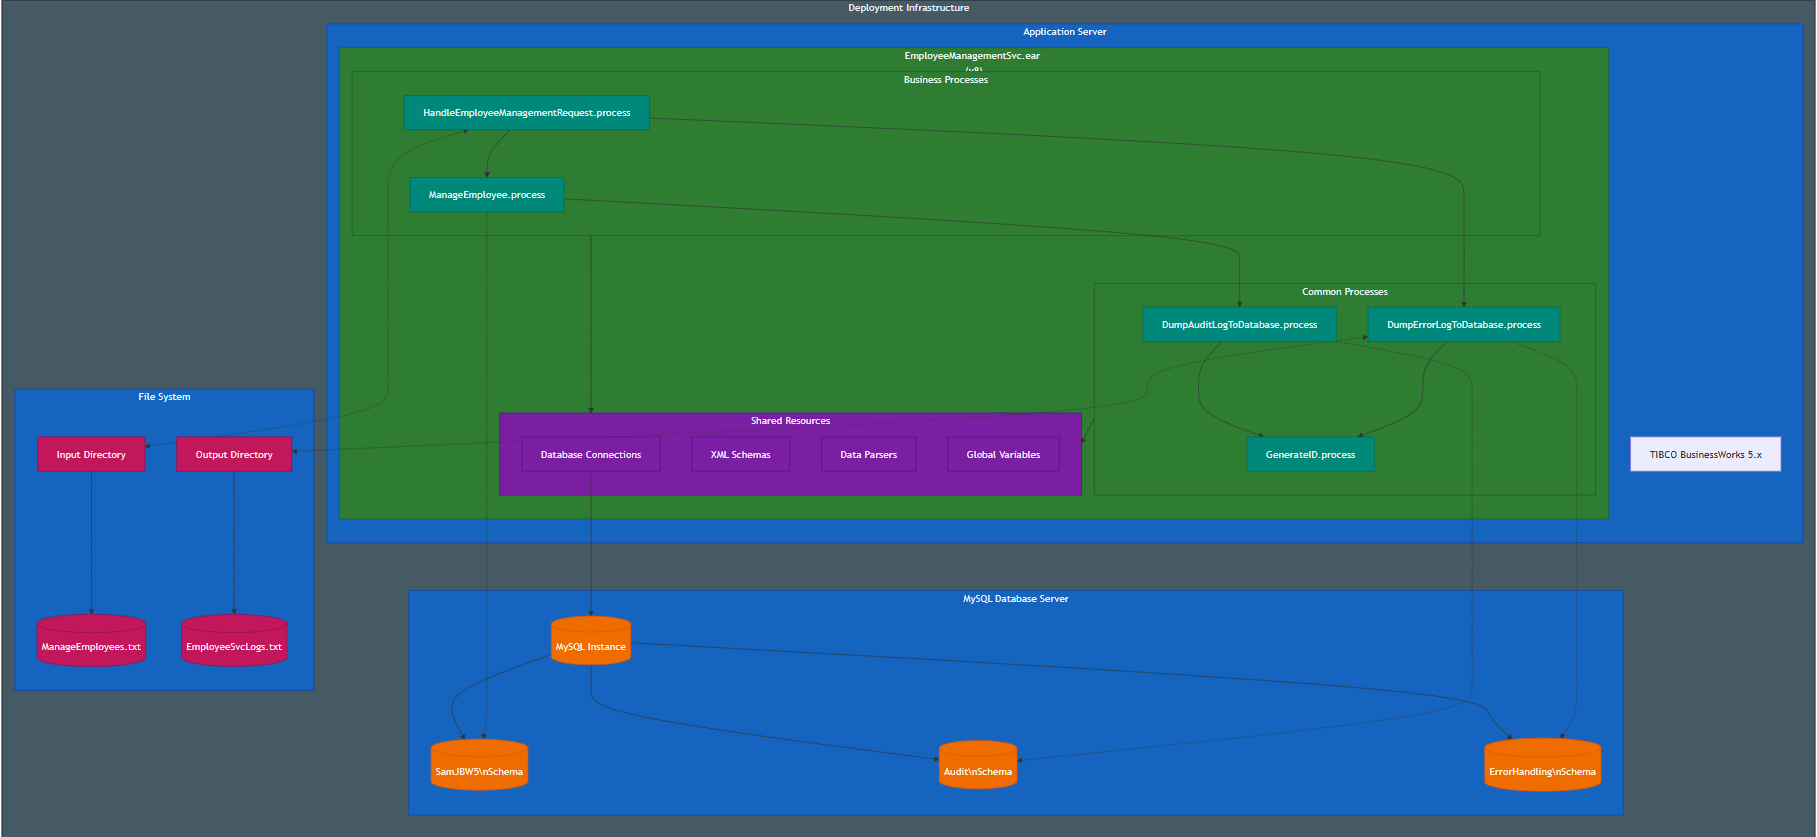 Deployment Infrastructure
Application Server
EmployeeManagementSvc.ear
(v8)
Business Processes
HandleEmployeeManagementRequest.process
ManageEmployee.process
Common Processes
DumpAuditLogToDatabase.process
DumpErrorLogToDatabase.process
GenerateID.process
Shared Resources
Database Connections
XML Schemas
Data Parsers
Global Variables
TIBCO BusinessWorks 5.x
File System
Input Directory
Output Directory
ManageEmployees.txt
EmployeeSvcLogs.txt
MySQL Database Server
MySQL Instance
SamJBW5\nSchema
Audit\nSchema
ErrorHandling\nSchema